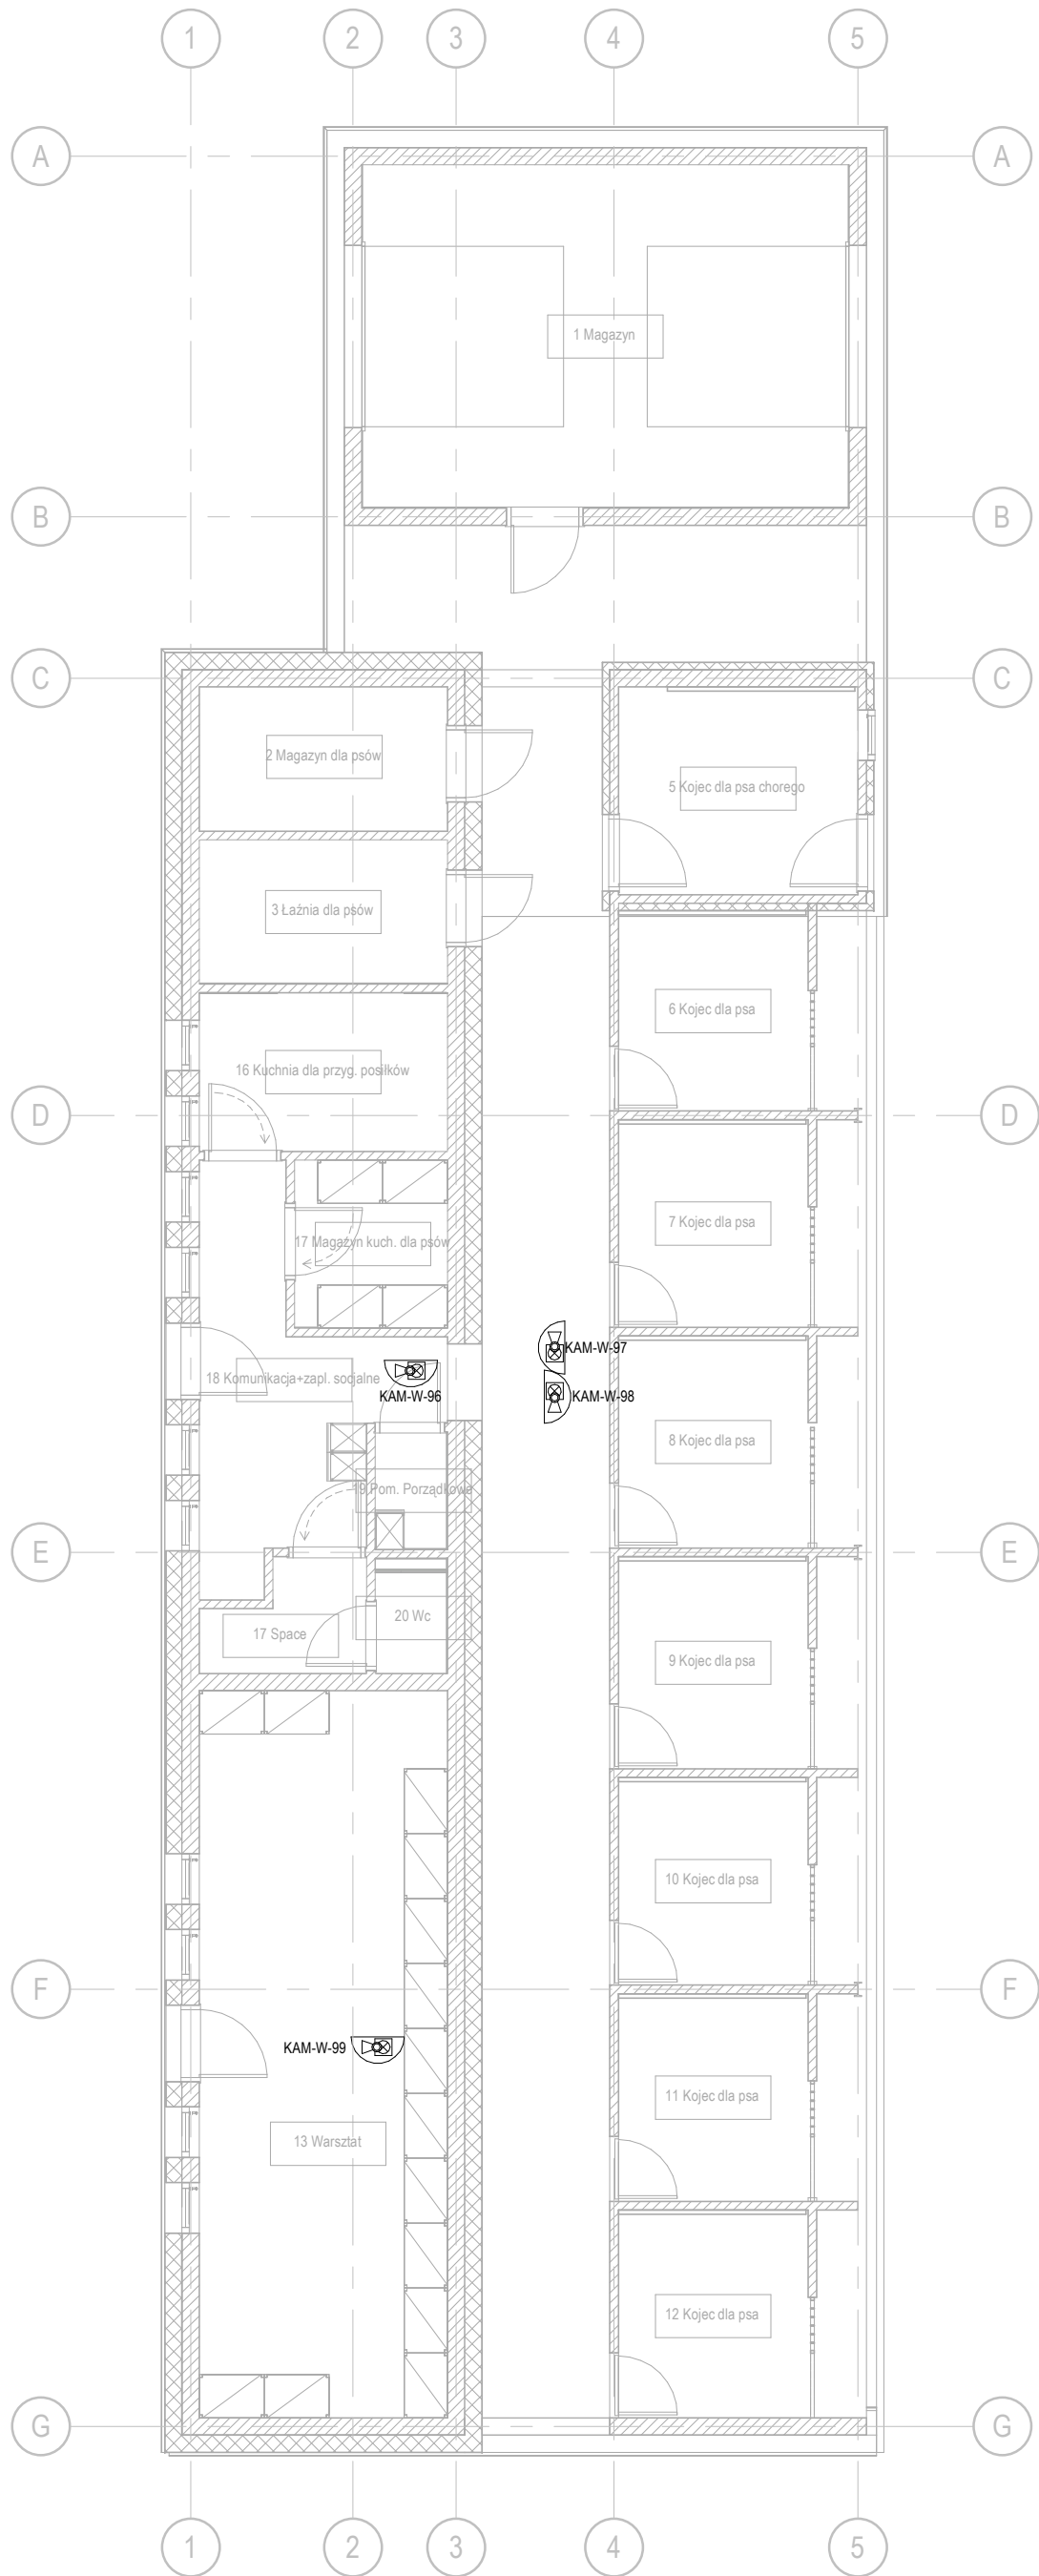 1 2 3 4 5
A A
1 Magazyn
B B
C C
2 Magazyn dla psów
5 Kojec dla psa chorego
3 Łaźnia dla psów
6 Kojec dla psa
16 Kuchnia dla przyg. posiłków
D D
7 Kojec dla psa
17 Magazyn kuch. dla psów
KAM-W-97
18 Komunikacja+zapl. socjalne
KAM-W-96
KAM-W-98
8 Kojec dla psa
19 Pom. Porządkowe
E E
20 Wc
17 Space
9 Kojec dla psa
10 Kojec dla psa
F F
KAM-W-99
11 Kojec dla psa
13 Warsztat
12 Kojec dla psa
G G
1 2 3 4 5